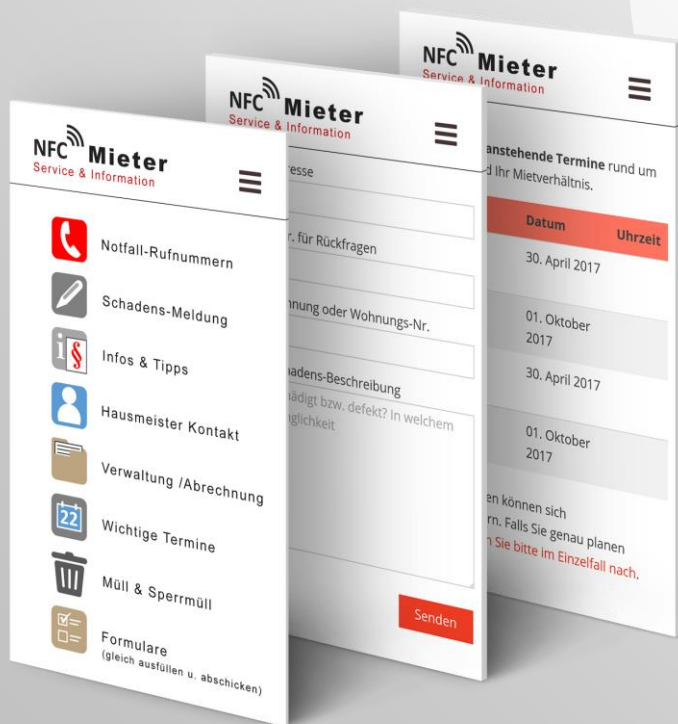 NFC Mieter
Service & Information
Notfall-Rufnummern
Schadens-Meldung
i §
Infos & Tipps
Hausmeister Kontakt
Verwaltung /Abrechnung
22
Wichtige Termine
Müll & Sperrmüll
Formulare
(gleich ausfüllen u. abschicken)
NFC Mieter
Service & Information
resse
r. für Rückfragen
nnung oder Wohnungs-Nr.
adens-Beschreibung
ädigt bzw. defekt? In welchem
glichkeit
Senden
NFC Mieter
Service & Information
anstehende Termine rund um
d Ihr Mietverhältnis.
Datum Uhrzeit
30. April 2017
01. Oktober
2017
30. April 2017
01. Oktober
2017
en können sich
rn. Falls Sie genau planen
n Sie bitte im Einzelfall nach.